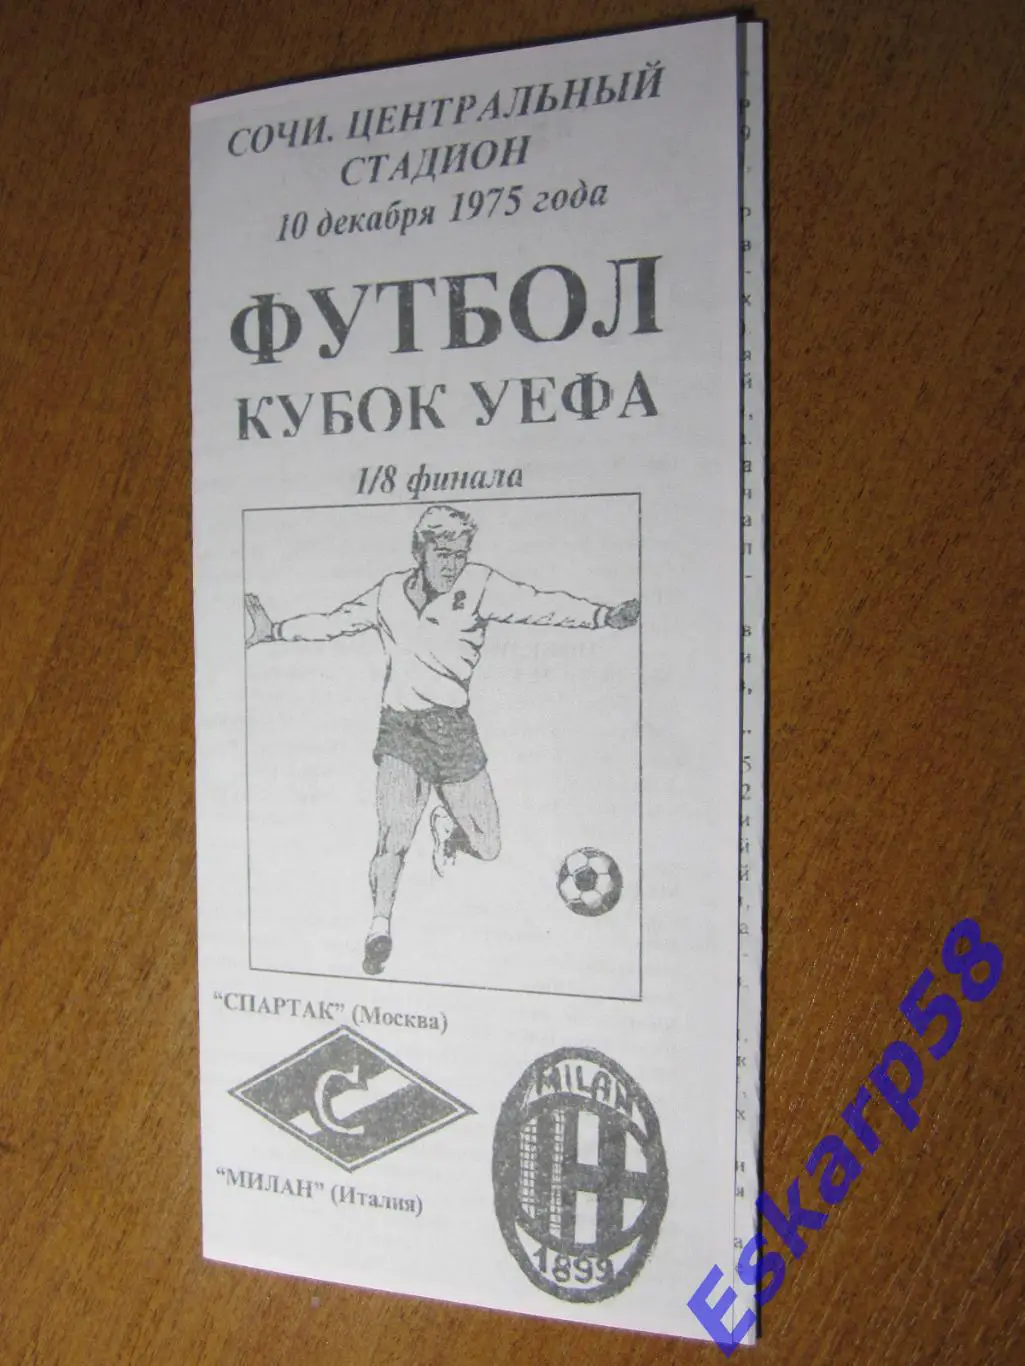 СОЧИ. ЦЕНТРАЛЬНЫЙ
СТАДИОН
10 декабря 1975 года
ФУТБОЛ
КУБОК УЕФА
1/8 финала
2
"СПАРТАК" (Москва)
С
MILAN
"МИЛАН" (Италия)
1899
Eskarp58